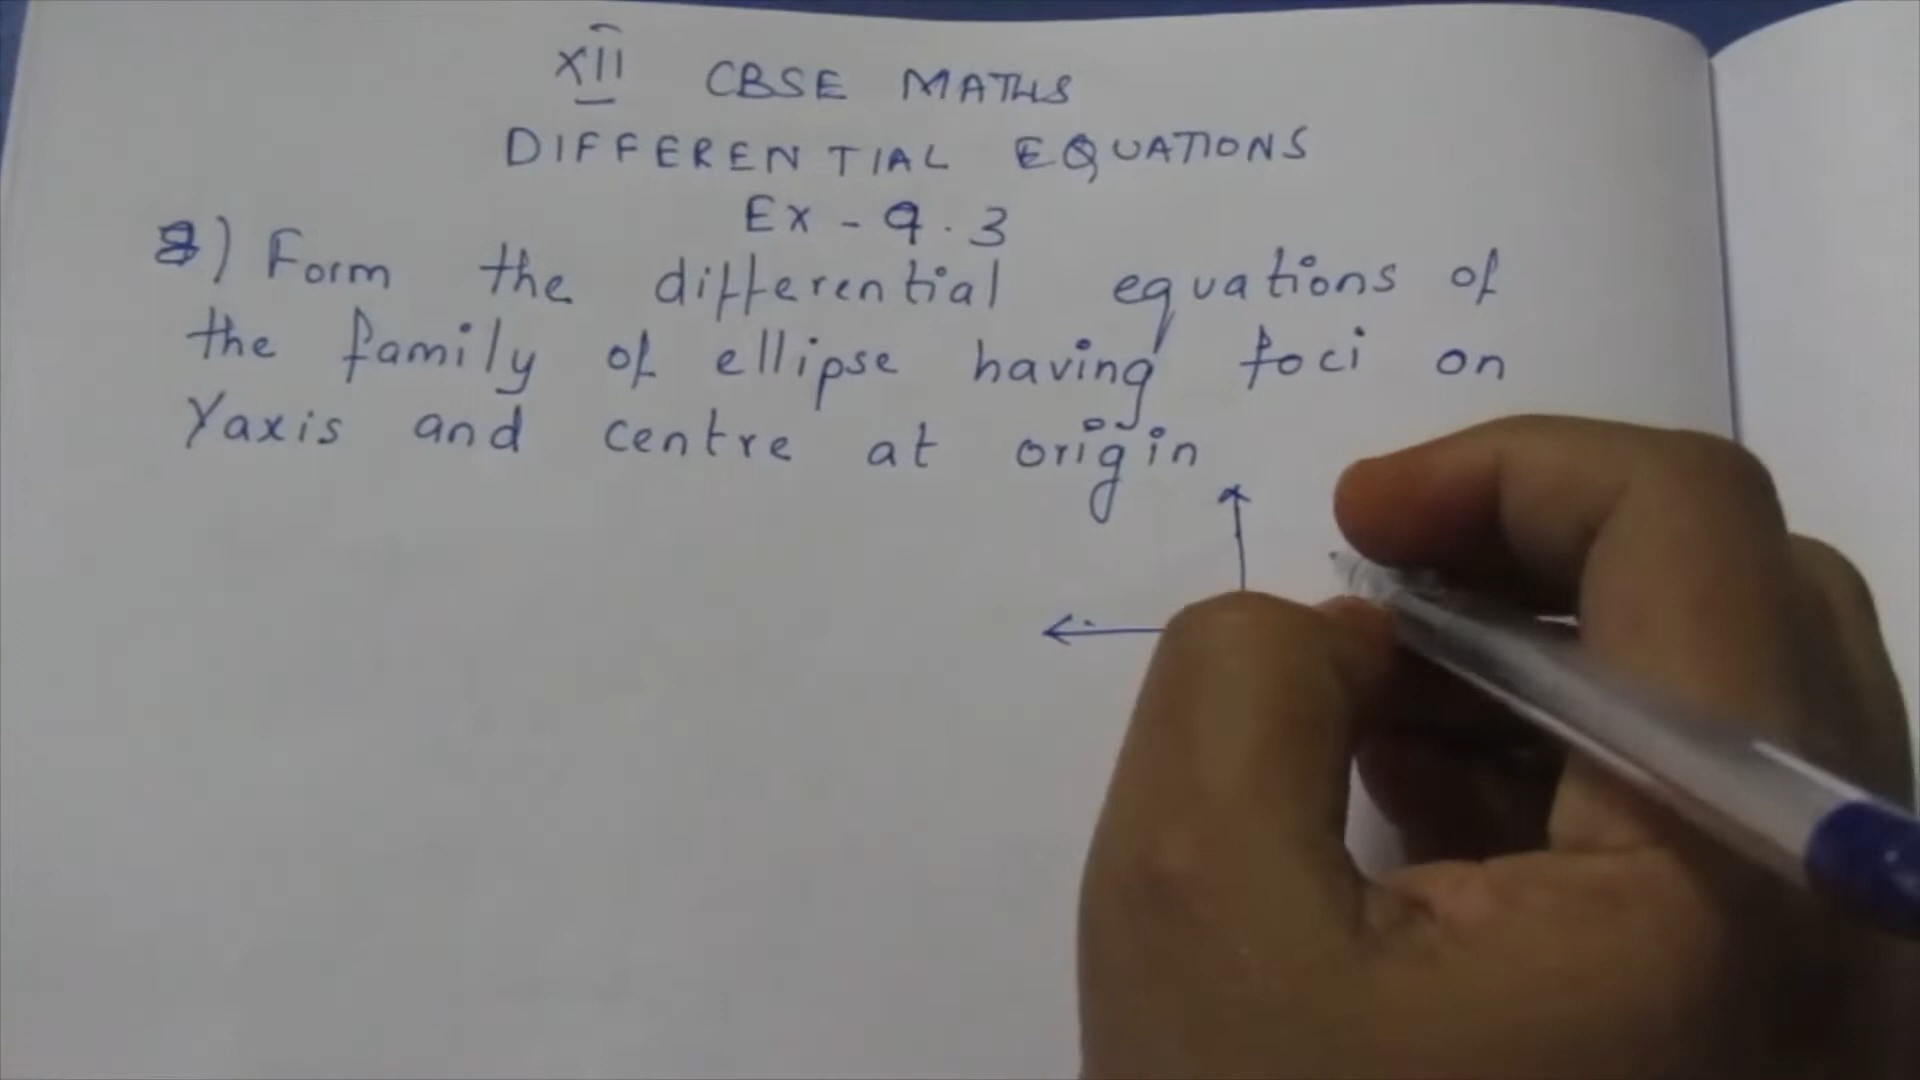 XII CBSE MATHS
DIFFERENTIAL EQUATIONS
Ex - 9.3
8) Form the differential equations of
the family of ellipse having foci on
Yaxis and centre at origin